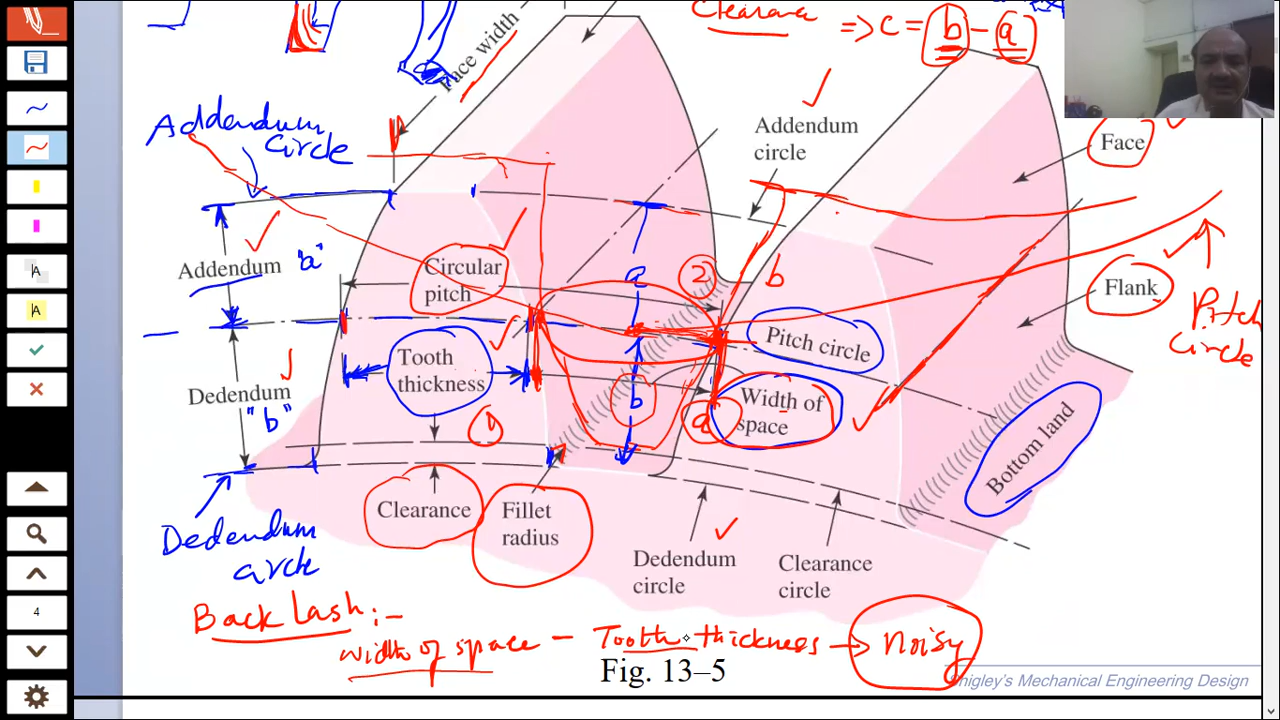 Clearance => c = b - a
Face width
Addendum circle
Addendum
circle
Face
Addendum "a"
a
Circular
pitch
2
b
Flank
Pitch
circle
Pitch circle
Tooth
thickness
Dedendum
"b"
b
a
Width of
space
1
Bottom land
Clearance
Fillet
radius
Dedendum
circle
Clearance
circle
Dedendum
circle
Back Lash :-
width of space - Tooth thickness → noisy
Fig. 13–5
Shigley's Mechanical Engineering Design
A
A
4